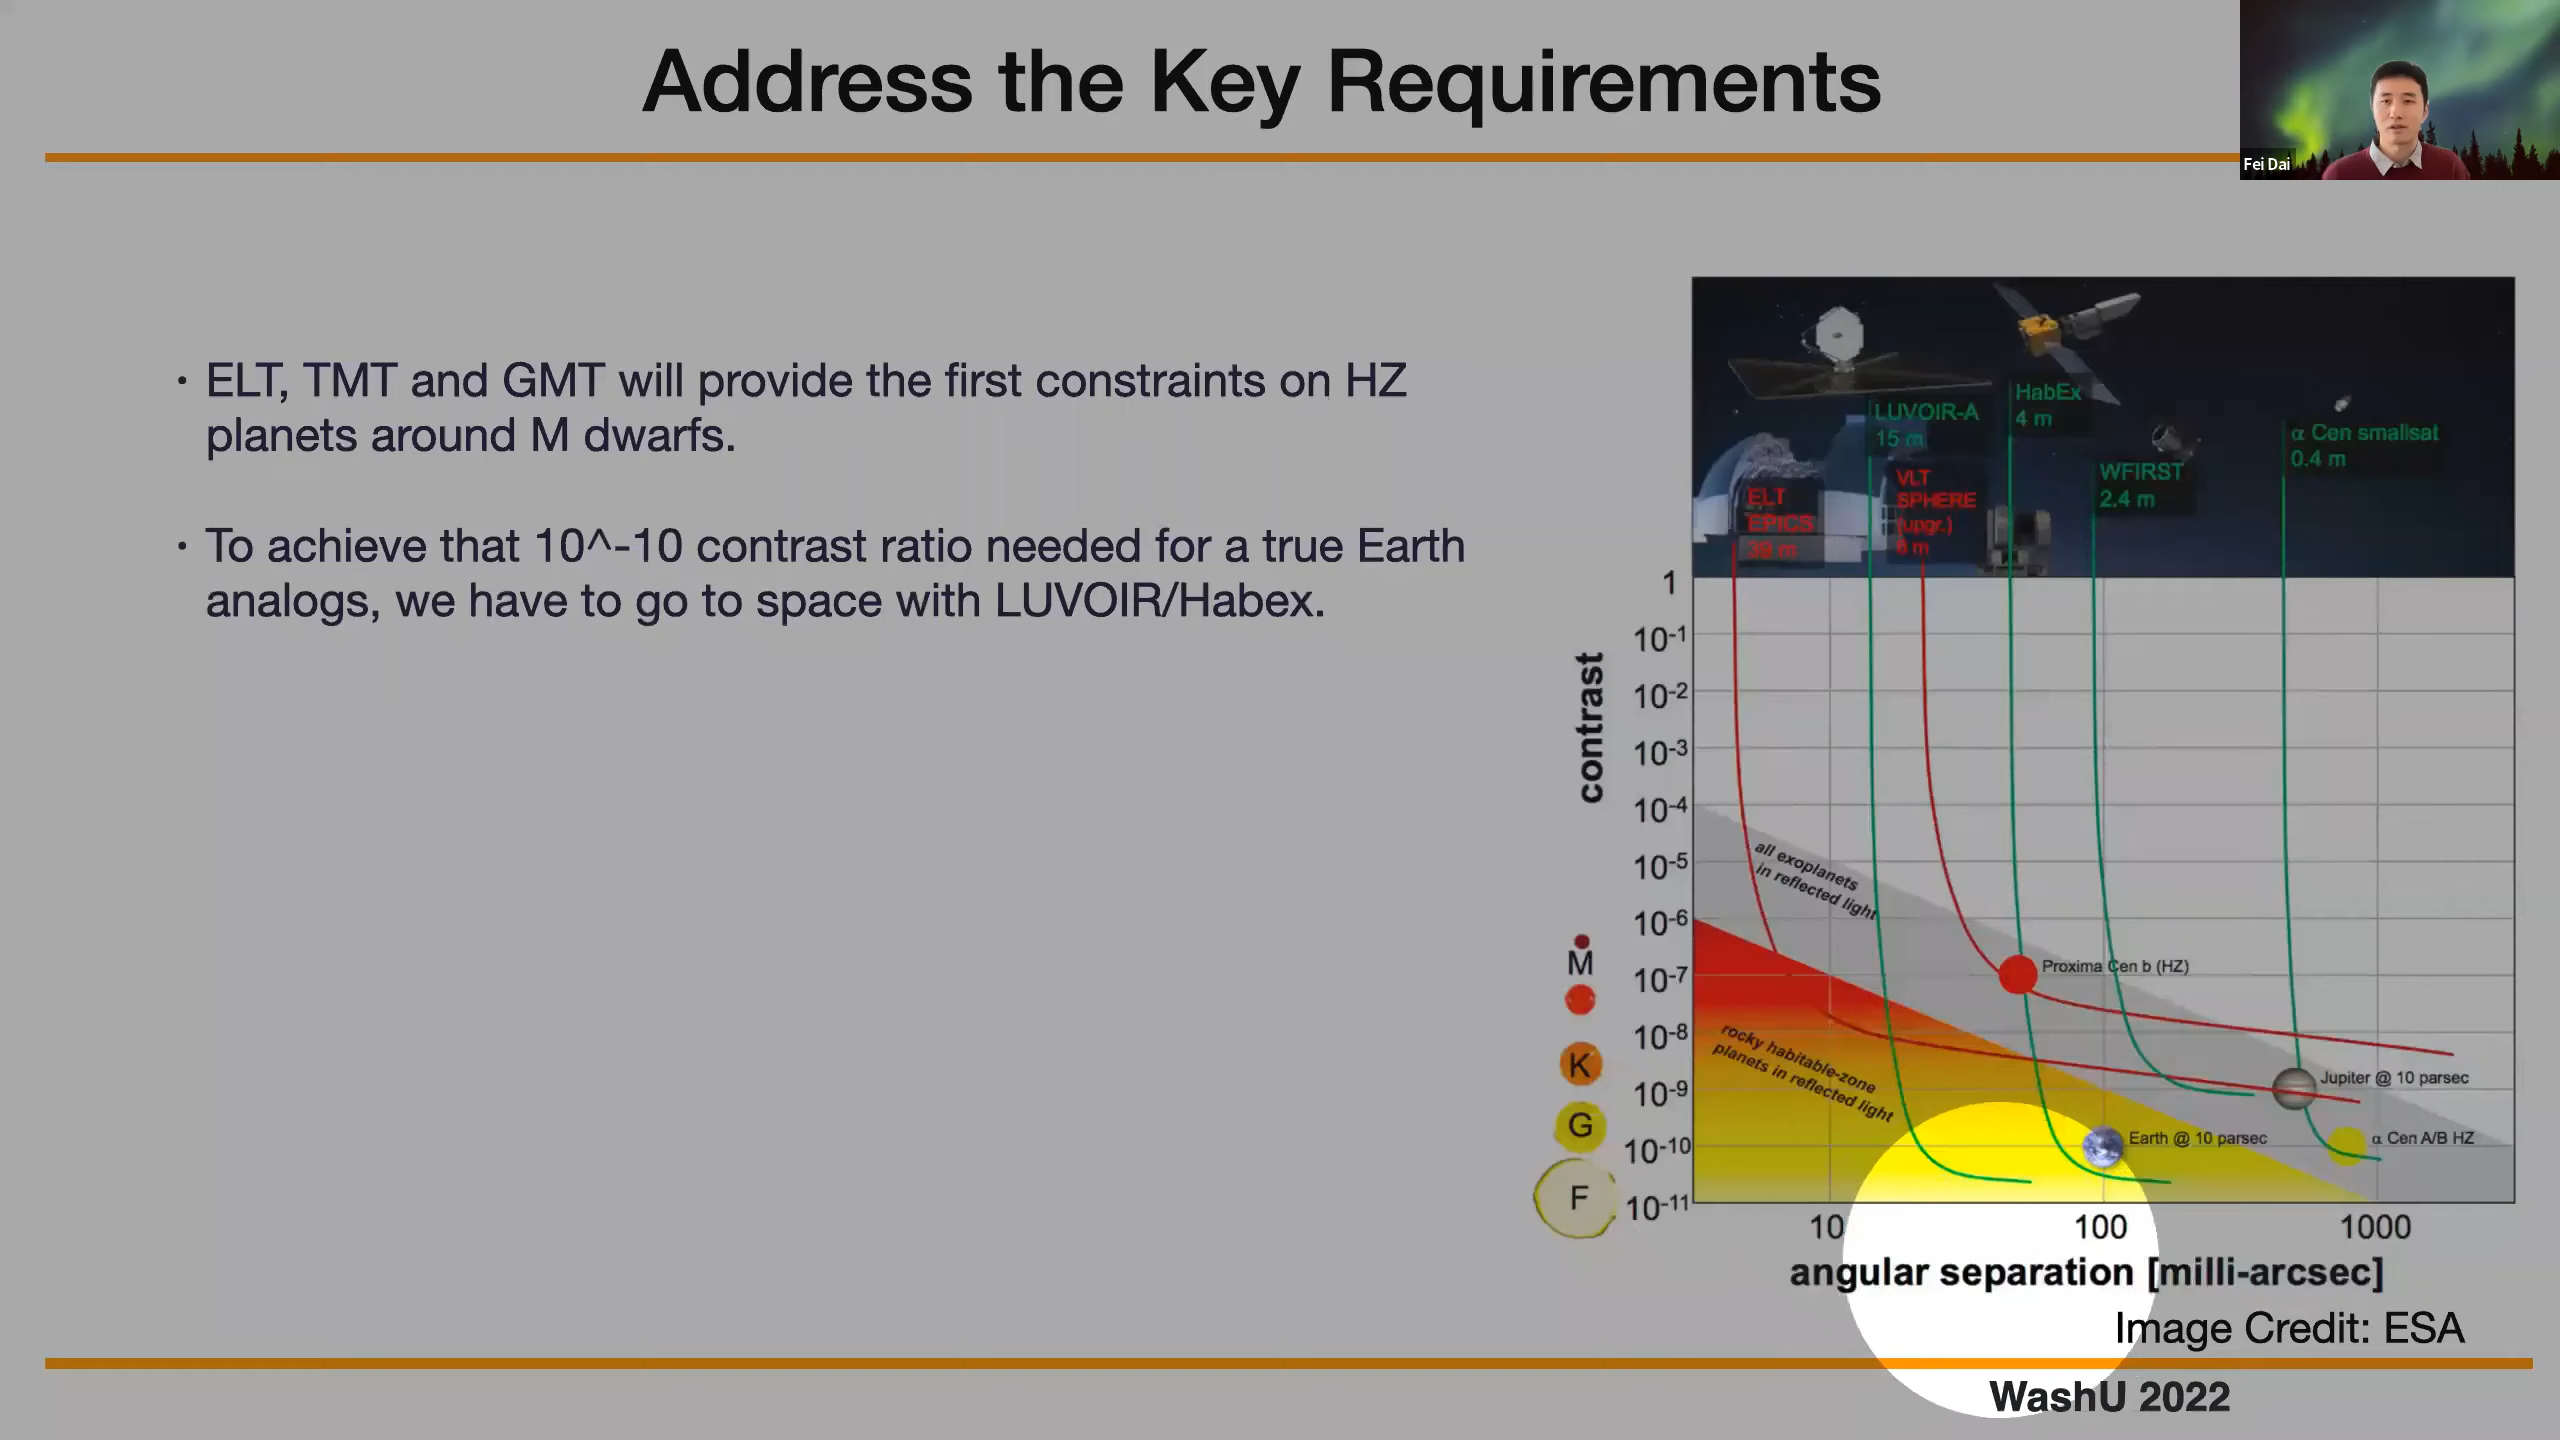 Address the Key Requirements
Fei Dai
• ELT, TMT and GMT will provide the first constraints on HZ
planets around M dwarfs.
• To achieve that 10^-10 contrast ratio needed for a true Earth
analogs, we have to go to space with LUVOIR/Habex.
LUVOIR-A
15 m
HabEx
4 m
α Cen smallsat
0.4 m
WFIRST
2.4 m
VLT
SPHERE
(upgr.)
8 m
ELT
EPICS
39 m
contrast
1
10-1
10-2
10-3
10-4
10-5
10-6
10-7
10-8
10-9
10-10
10-11
M
K
G
F
all exoplanets
in reflected light
rocky habitable-zone
planets in reflected light
Proxima Cen b (HZ)
Jupiter @ 10 parsec
Earth @ 10 parsec
α Cen A/B HZ
10 100 1000
angular separation [milli-arcsec]
Image Credit: ESA
WashU 2022